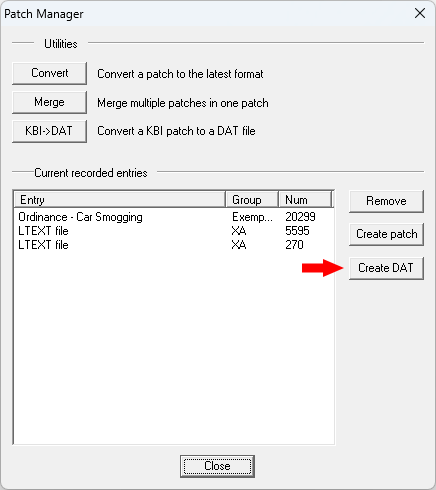 Patch Manager
Utilities
Convert Convert a patch to the latest format
Merge Merge multiple patches in one patch
KBI->DAT Convert a KBI patch to a DAT file
Current recorded entries
Entry Group Num
Ordinance - Car Smogging Exemp... 20299
LTEXT file XA 5595
LTEXT file XA 270
Remove
Create patch
Create DAT
Close